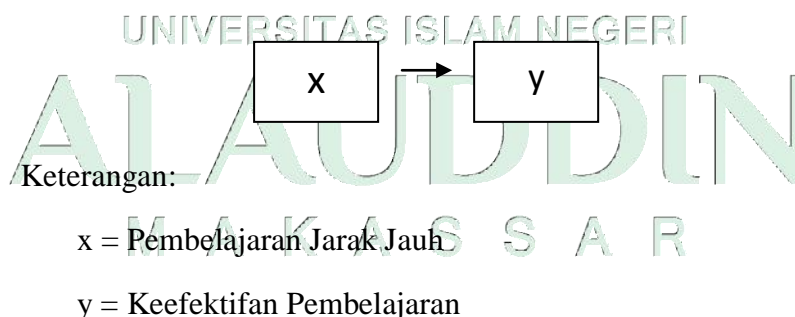 UNIVERSITAS ISLAM NEGERI
x y
ALAUDDIN
Keterangan:
MAKASSAR
x = Pembelajaran Jarak Jauh
y = Keefektifan Pembelajaran